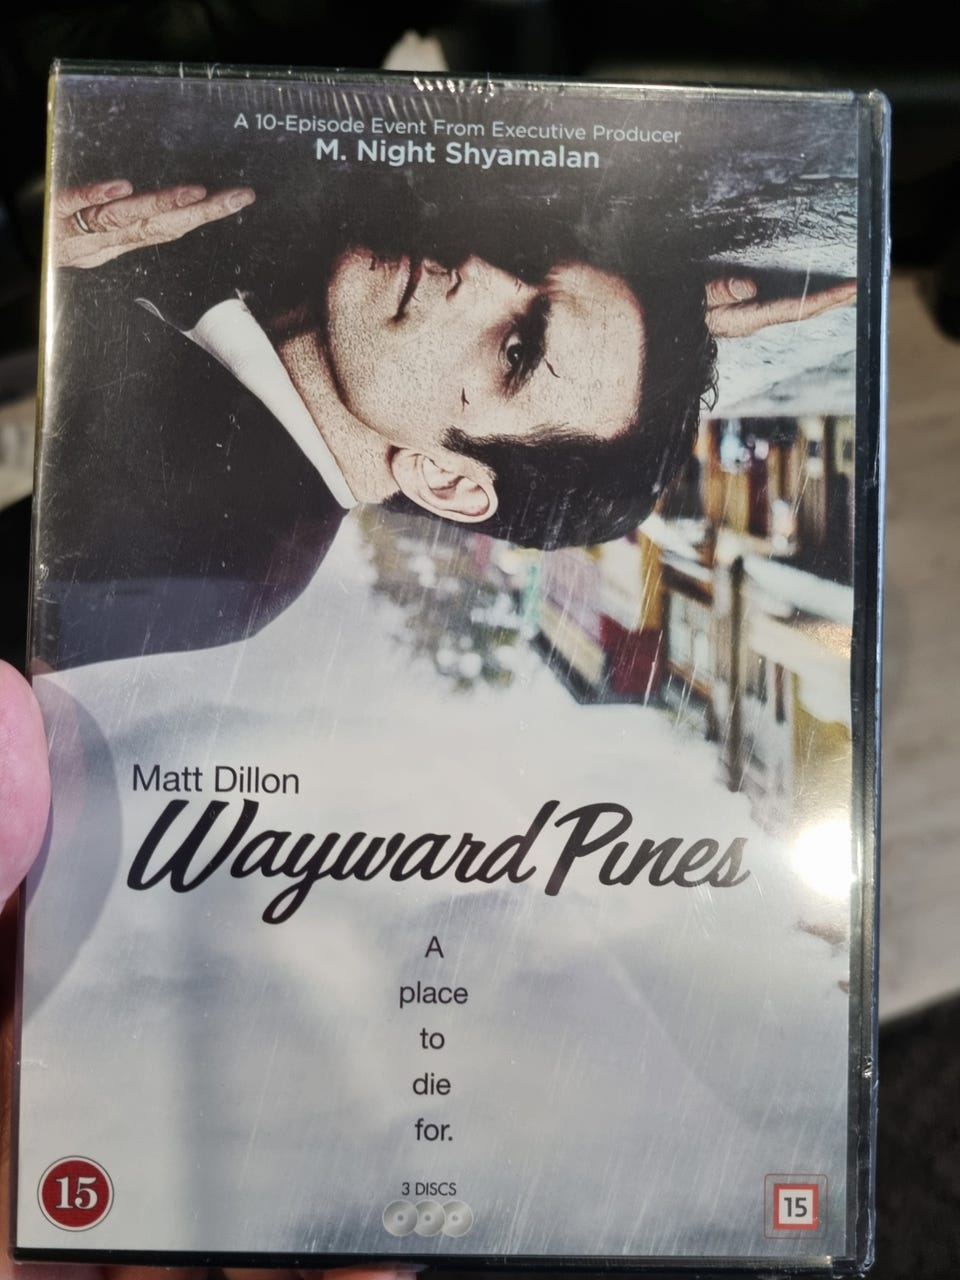 A 10-Episode Event From Executive Producer
M. Night Shyamalan
Matt Dillon
Wayward Pines
A
place
to
die
for.
3 DISCS
15
15